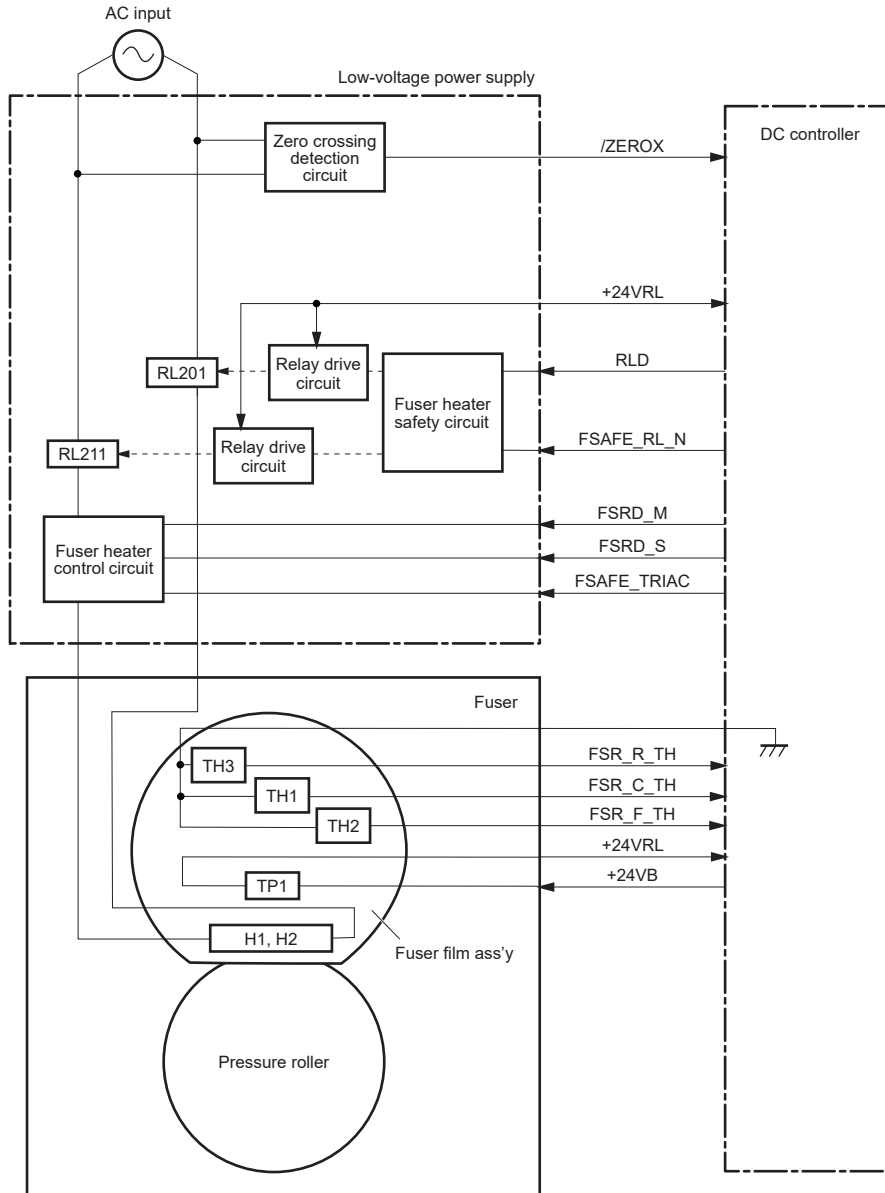 AC input
Low-voltage power supply
DC controller
Zero crossing
detection
circuit
/ZEROX
+24VRL
RL201
Relay drive
circuit
Fuser heater
safety circuit
RLD
RL211
Relay drive
circuit
FSAFE_RL_N
Fuser heater
control circuit
FSRD_M
FSRD_S
FSAFE_TRIAC
Fuser
TH3
FSR_R_TH
TH1
FSR_C_TH
TH2
FSR_F_TH
+24VRL
TP1
+24VB
H1, H2
Fuser film ass'y
Pressure roller